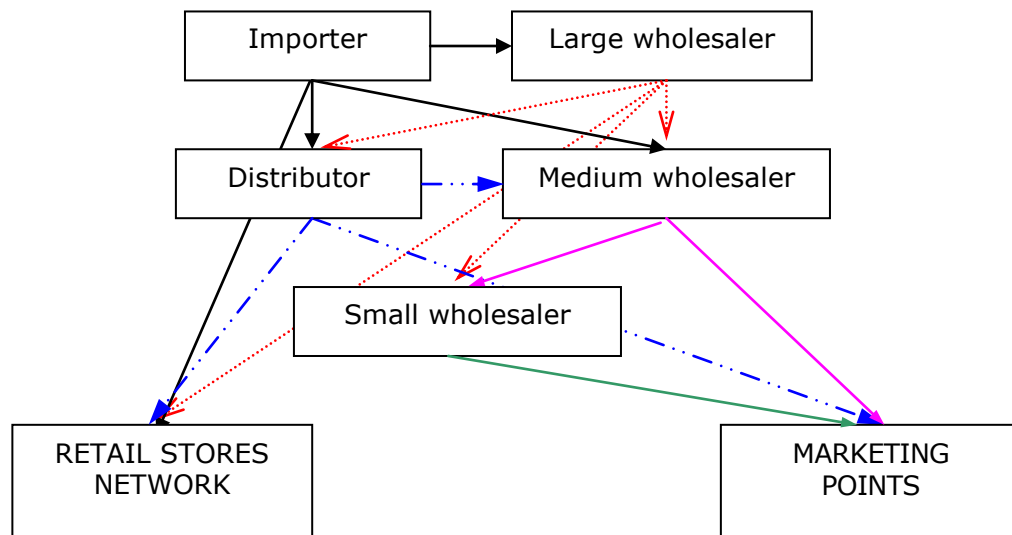 Importer
Large wholesaler
Distributor
Medium wholesaler
Small wholesaler
RETAIL STORES
NETWORK
MARKETING
POINTS